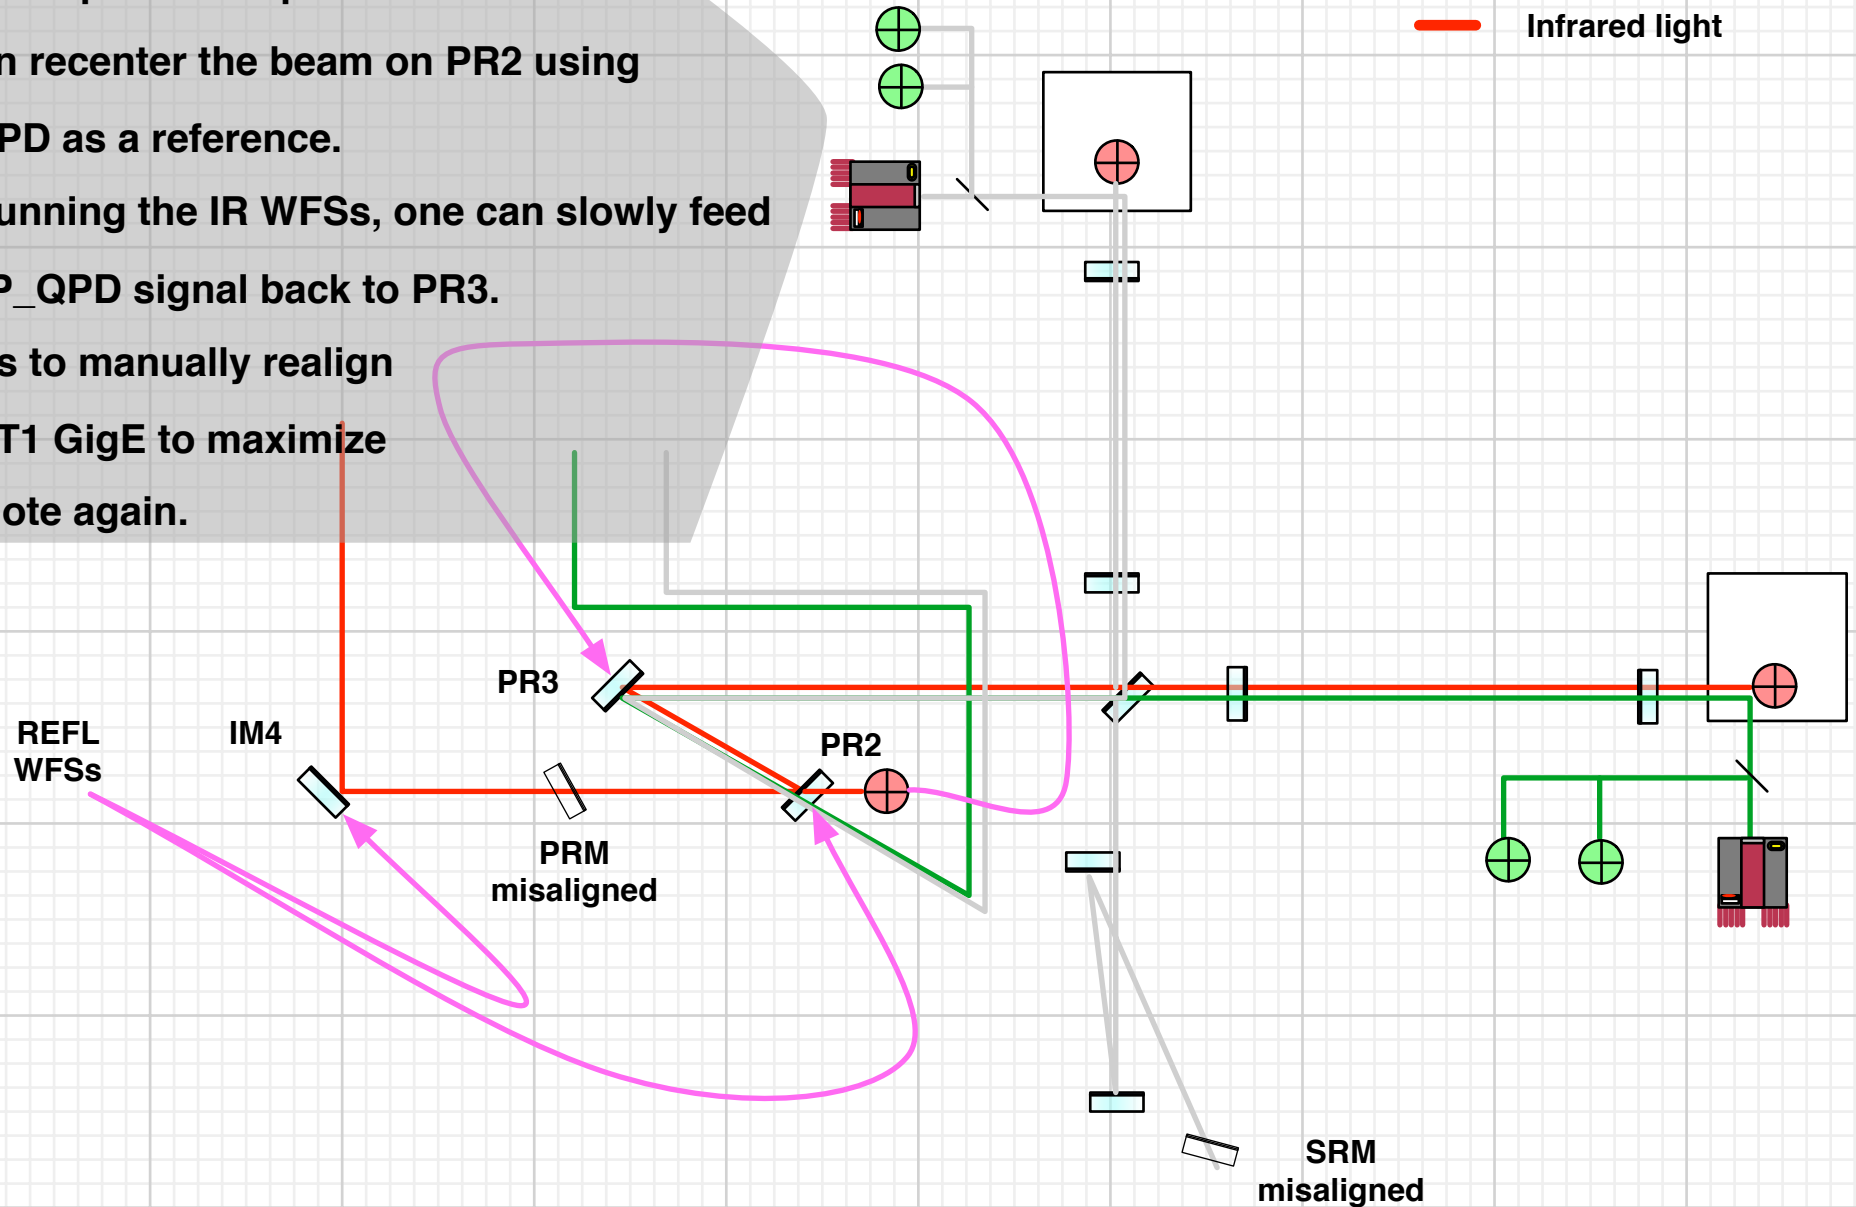 n recenter the beam on PR2 using
PD as a reference.
unning the IR WFSs, one can slowly feed
P_QPD signal back to PR3.
s to manually realign
T1 GigE to maximize
ote again.
Infrared light
PR3
REFL
WFSs
IM4
PR2
PRM
misaligned
SRM
misaligned